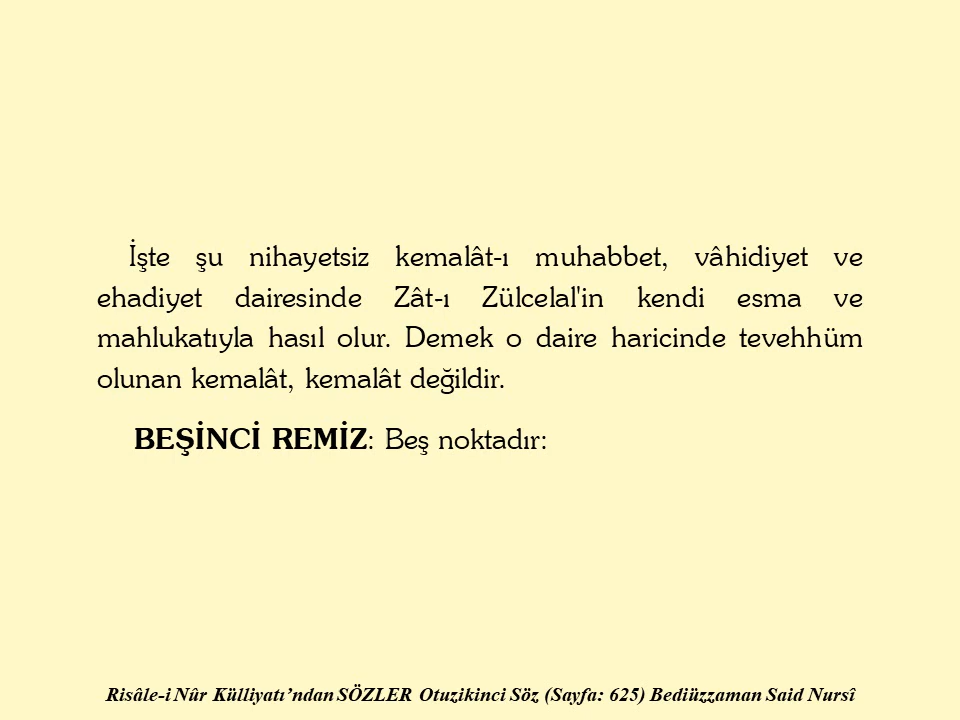 İşte şu nihayetsiz kemalât-ı muhabbet, vâhidiyet ve
ehadiyet dairesinde Zât-ı Zülcelal'in kendi esma ve
mahlukatıyla hasıl olur. Demek o daire haricinde tevehhüm
olunan kemalât, kemalât değildir.
BEŞİNCİ REMİZ: Beş noktadır:
Risâle-i Nûr Külliyatı’ndan SÖZLER Otuzikinci Söz (Sayfa: 625) Bediüzzaman Said Nursî